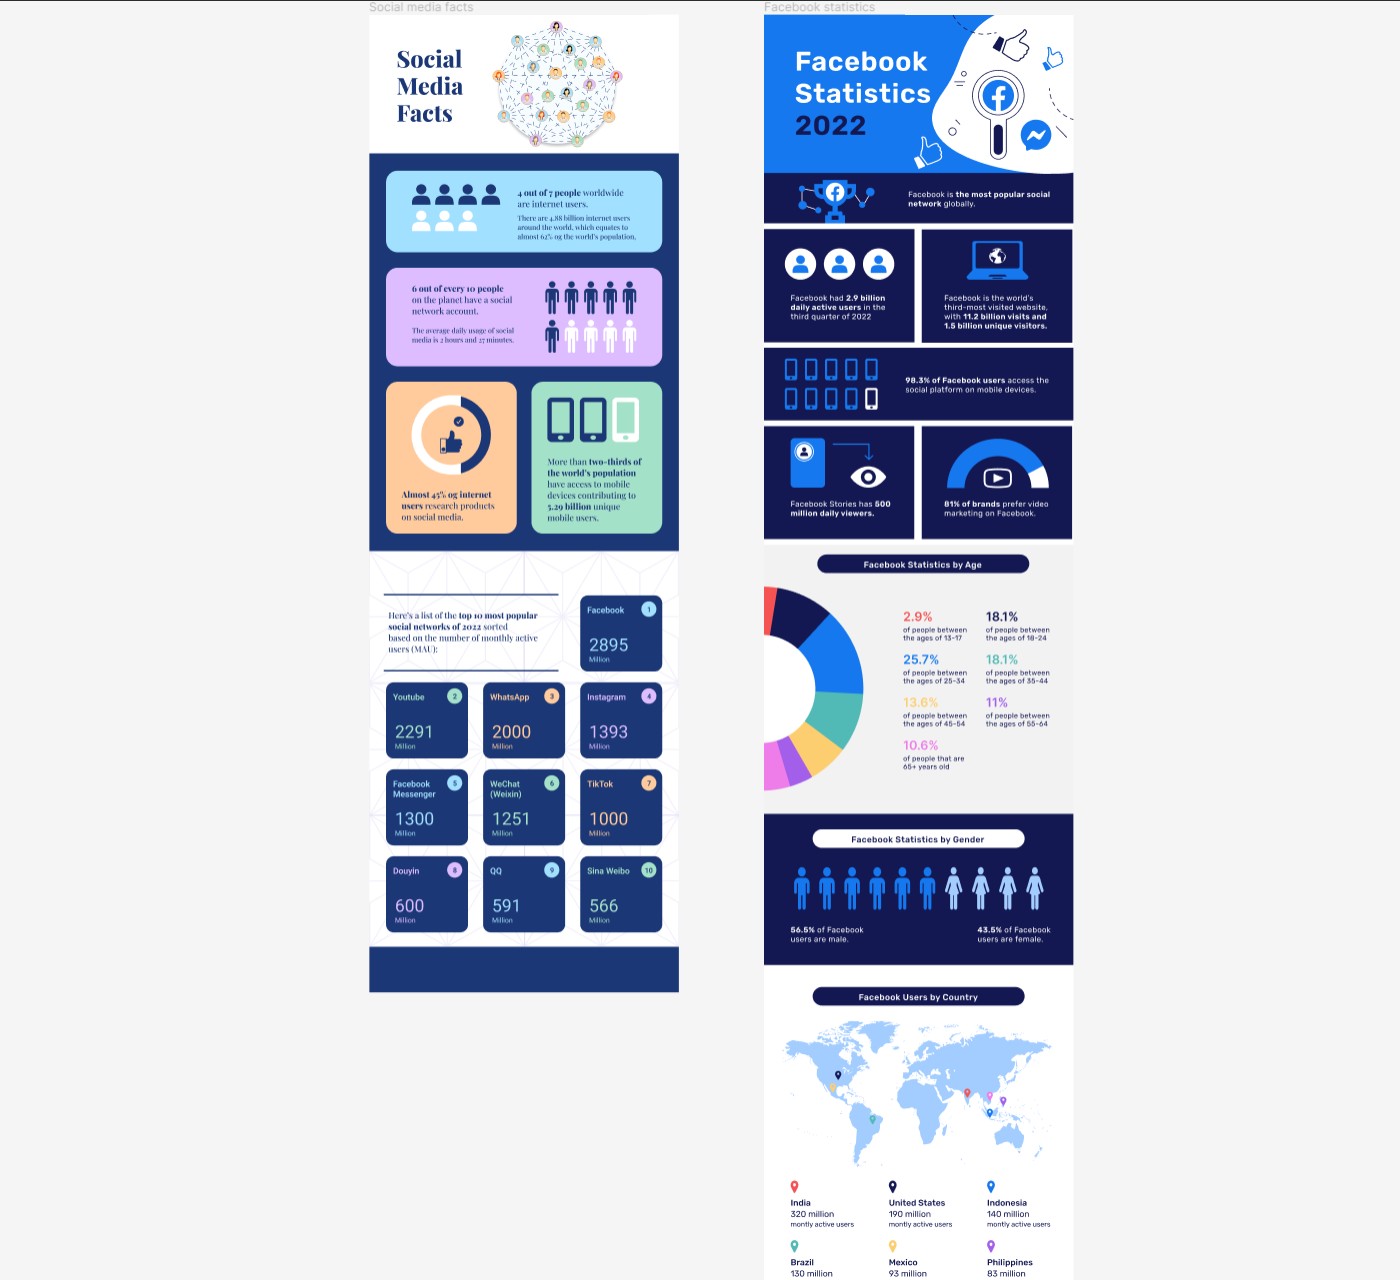 Social media facts
Social
Media
Facts
4 out of 7 people worldwide
are internet users.
There are 4.88 billion internet users
around the world, which equates to
almost 62% og the world's population.
6 out of every 10 people
on the planet have a social
network account.
The average daily usage of social
media is 2 hours and 27 minutes.
Almost 45% og internet
users research products
on social media.
More than two-thirds of
the world's population
have access to mobile
devices contributing to
5.29 billion unique
mobile users.
Here's a list of the top 10 most popular
social networks of 2022 sorted
based on the number of monthly active
users (MAU):
Facebook 1
2895
Million
Youtube 2
2291
Million
WhatsApp 3
2000
Million
Instagram 4
1393
Million
Facebook
Messenger
5
1300
Million
WeChat
(Weixin)
6
1251
Million
TikTok 7
1000
Million
Douyin 8
600
Million
QQ 9
591
Million
Sina Weibo 10
566
Million
Facebook statistics
Facebook
Statistics
2022
Facebook is the most popular social
network globally.
Facebook had 2.9 billion
daily active users in the
third quarter of 2022
Facebook is the world's
third-most visited website,
with 11.2 billion visits and
1.5 billion unique visitors.
98.3% of Facebook users access the
social platform on mobile devices.
Facebook Stories has 500
million daily viewers.
81% of brands prefer video
marketing on Facebook.
Facebook Statistics by Age
2.9%
of people between
the ages of 13-17
18.1%
of people between
the ages of 18-24
25.7%
of people between
the ages of 25-34
18.1%
of people between
the ages of 35-44
13.6%
of people between
the ages of 45-54
11%
of people between
the ages of 55-64
10.6%
of people that are
65+ years old
Facebook Statistics by Gender
56.5% of Facebook
users are male.
43.5% of Facebook
users are female.
Facebook Users by Country
India
320 million
montly active users
United States
190 million
montly active users
Indonesia
140 million
montly active users
Brazil
130 million
Mexico
93 million
Philippines
83 million